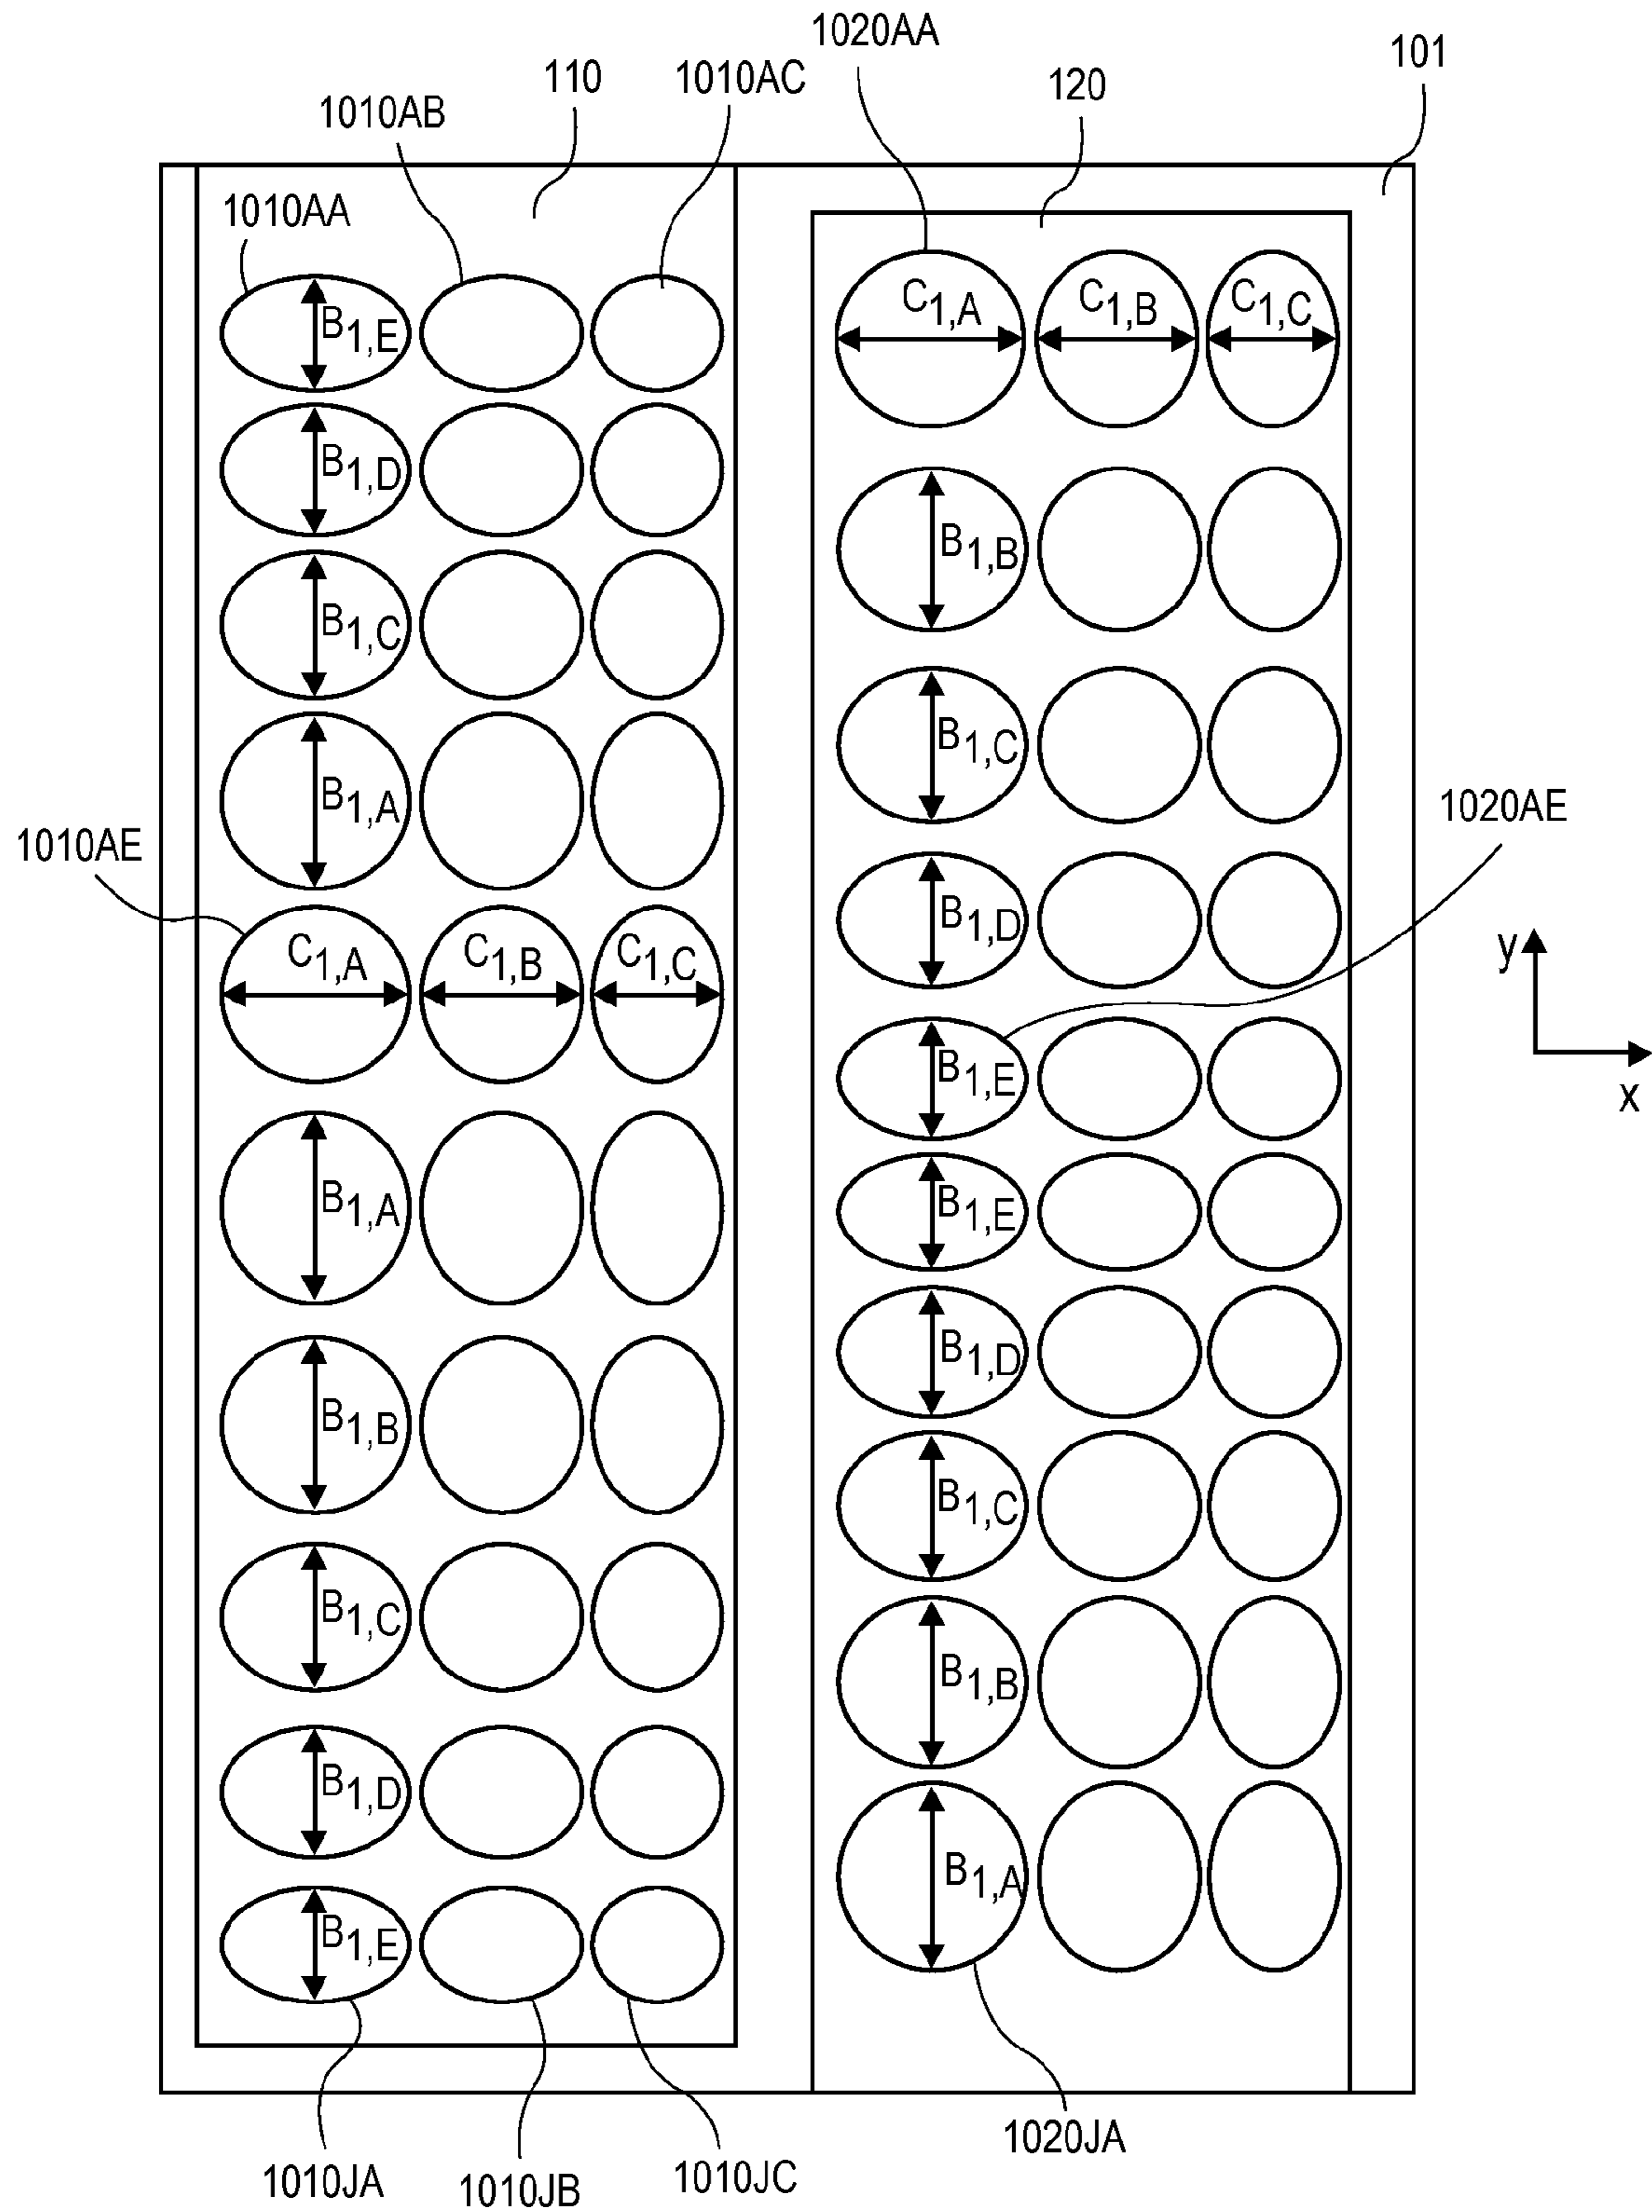 1020AA
101
110
1010AC
120
1010AB
1010AA
B1,E
C1,A
C1,B
C1,C
B1,D
B1,B
B1,C
B1,C
B1,A
1020AE
1010AE
B1,D
C1,A
C1,B
C1,C
y
B1,E
x
B1,A
B1,E
B1,D
B1,B
B1,C
B1,C
B1,B
B1,D
B1,A
B1,E
1020JA
1010JA
1010JB
1010JC